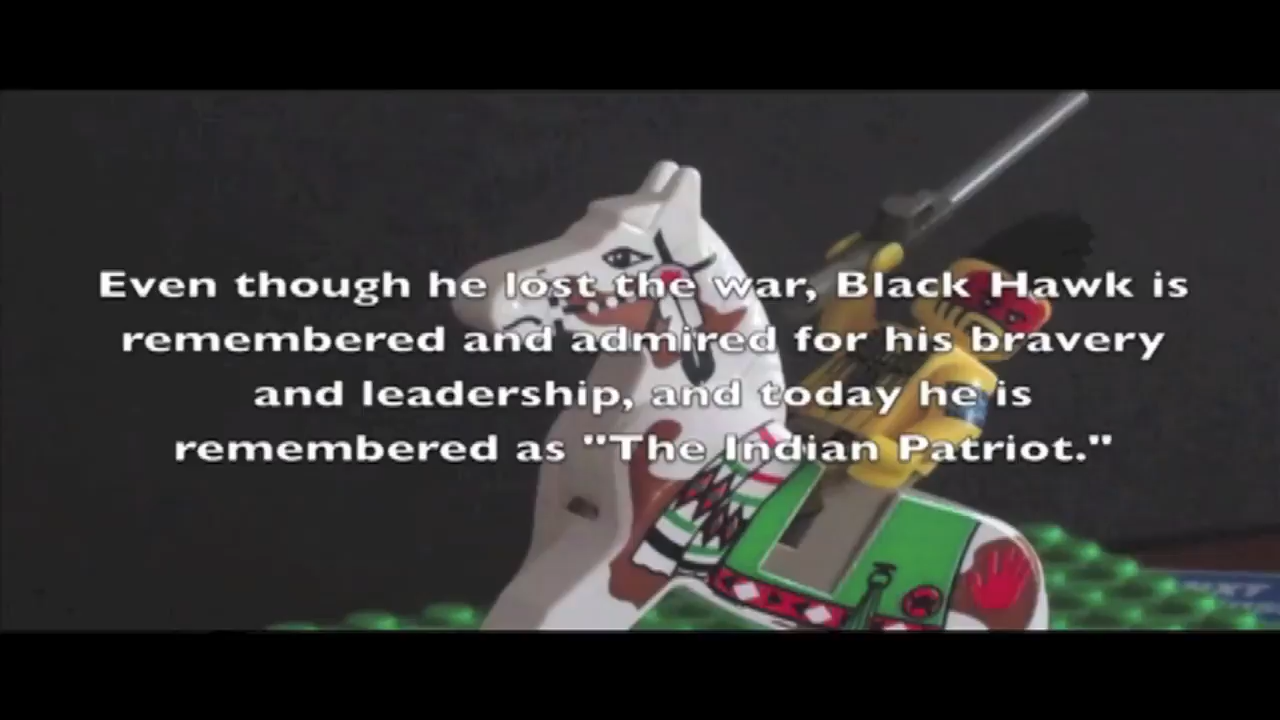 Even though he lost the war, Black Hawk is
remembered and admired for his bravery
and leadership, and today he is
remembered as "The Indian Patriot."
NXT